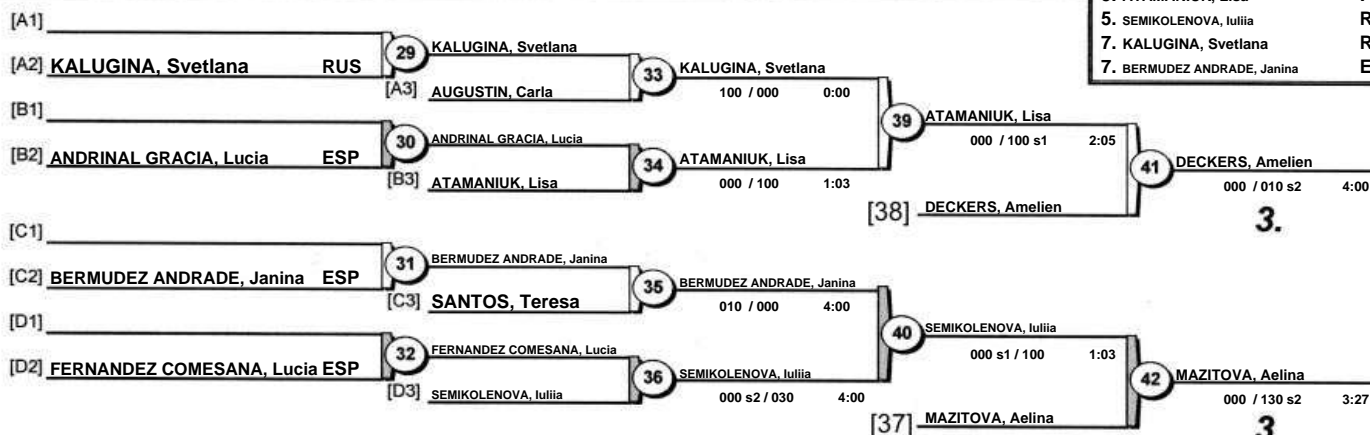 5. SEMIKOLENOVA, Iuliia R
7. KALUGINA, Svetlana R
7. BERMUDEZ ANDRADE, Janina E
[A1]
[A2] KALUGINA, Svetlana RUS
29
KALUGINA, Svetlana
[A3] AUGUSTIN, Carla
33
KALUGINA, Svetlana
100 / 000 0:00
[B1]
[B2] ANDRINAL GRACIA, Lucia ESP
30
ANDRINAL GRACIA, Lucia
[B3] ATAMANIUK, Lisa
34
ATAMANIUK, Lisa
000 / 100 1:03
39
ATAMANIUK, Lisa
000 / 100 s1 2:05
[38] DECKERS, Amelien
41
DECKERS, Amelien
000 / 010 s2 4:00
3.
[C1]
[C2] BERMUDEZ ANDRADE, Janina ESP
31
BERMUDEZ ANDRADE, Janina
[C3] SANTOS, Teresa
35
BERMUDEZ ANDRADE, Janina
010 / 000 4:00
[D1]
[D2] FERNANDEZ COMESANA, Lucia ESP
32
FERNANDEZ COMESANA, Lucia
[D3] SEMIKOLENOVA, Iuliia
36
SEMIKOLENOVA, Iuliia
000 s2 / 030 4:00
40
SEMIKOLENOVA, Iuliia
000 s1 / 100 1:03
[37] MAZITOVA, Aelina
42
MAZITOVA, Aelina
000 / 130 s2 3:27
3